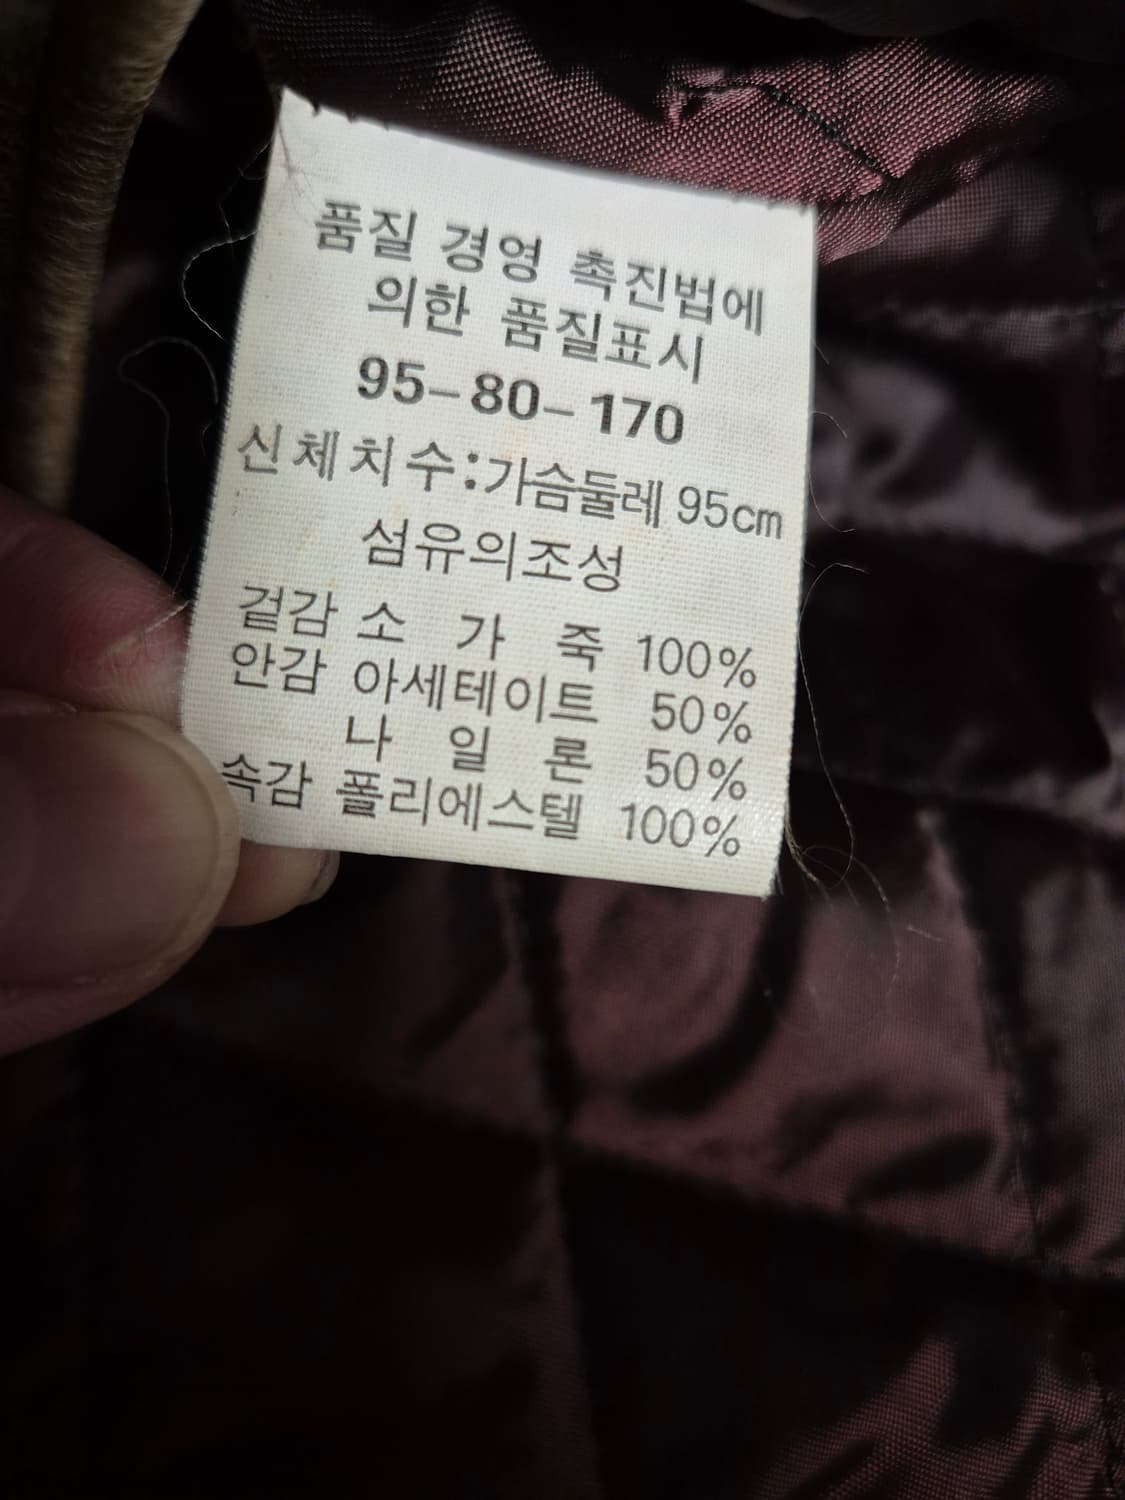 품질 경영 촉진법에
의한 품질표시
95-80-170
신체치수:가슴둘레 95cm
섬유의조성
겉감 소 가 죽 100%
안감 아세테이트 50%
나 일 론 50%
속감 폴리에스텔 100%